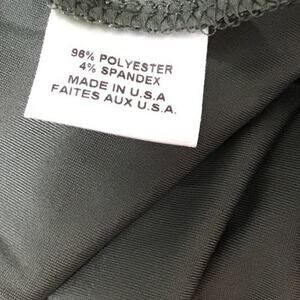 96% POLYESTER
4% SPANDEX
MADE IN U.S.A
FAITES AUX U.S.A.